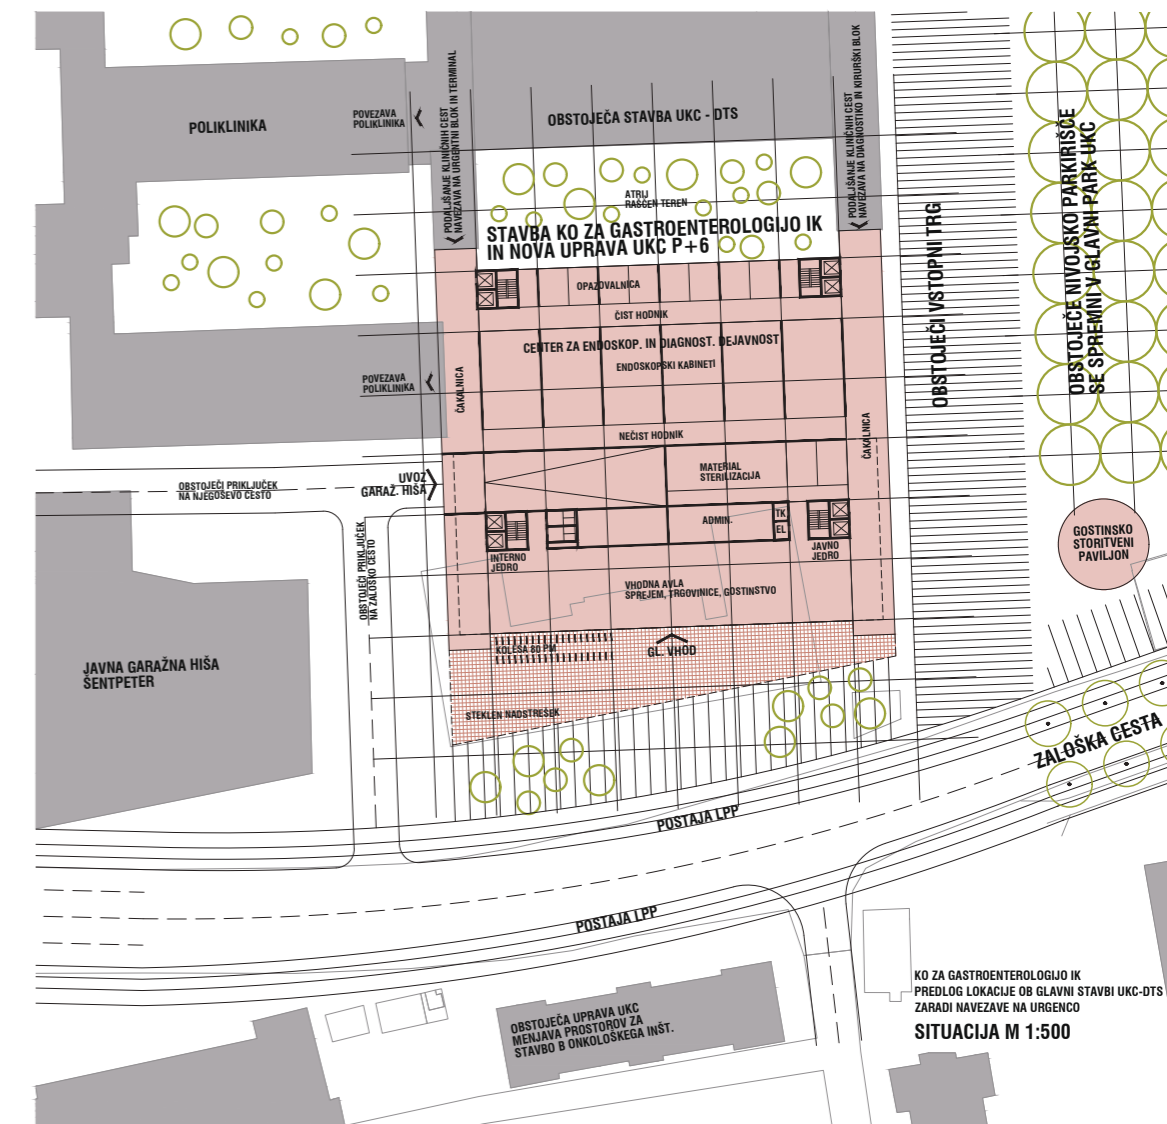 POLIKLINIKA
POVEZAVA
POLIKLINIKA
PODALJŠANJE KLINIČNIH CEST
NAVEZAVA NA URGENTNI BLOK IN TERMINAL
OBSTOJEČA STAVBA UKC - DTS
PODALJŠANJE KLINIČNIH CEST
NAVEZAVA NA DIAGNOSTIKO IN KIRURŠKI BLOK
ATRIJ
RAŠČEN TEREN
STAVBA KO ZA GASTROENTEROLOGIJO IK
IN NOVA UPRAVA UKC P+6
OBSTOJEČI VSTOPNI TRG
OBSTOJEČE NIVOJSKO PARKIRIŠČE
SE SPREMNI V GLAVNI PARK UKC
OPAZOVALNICA
ČIST HODNIK
CENTER ZA ENDOSKOP. IN DIAGNOST. DEJAVNOST
ENDOSKOPSKI KABINETI
POVEZAVA
POLIKLINIKA
ČAKALNICA
NEČIST HODNIK
ČAKALNICA
MATERIAL
STERILIZACIJA
UVOZ
GARAŽ. HIŠA
OBSTOJEČI PRIKLJUČEK
NA NJEGOŠEVO CESTO
OBSTOJEČI PRIKLJUČEK
NA ZALOŠKO CESTO
ADMIN.
TK
EL
INTERNO
JEDRO
JAVNO
JEDRO
GOSTINSKO
STORITVENI
PAVILJON
VHODNA AVLA
SPREJEM, TRGOVINICE, GOSTINSTVO
KOLESA 80 PM
GL. VHOD
STEKLEN NADSTREŠEK
JAVNA GARAŽNA HIŠA
ŠENTPETER
ZALOŠKA CESTA
POSTAJA LPP
POSTAJA LPP
OBSTOJEČA UPRAVA UKC
MENJAVA PROSTOROV ZA
STAVBO B ONKOLOŠKEGA INŠT.
KO ZA GASTROENTEROLOGIJO IK
PREDLOG LOKACIJE OB GLAVNI STAVBI UKC-DTS
ZARADI NAVEZAVE NA URGENCO
SITUACIJA M 1:500